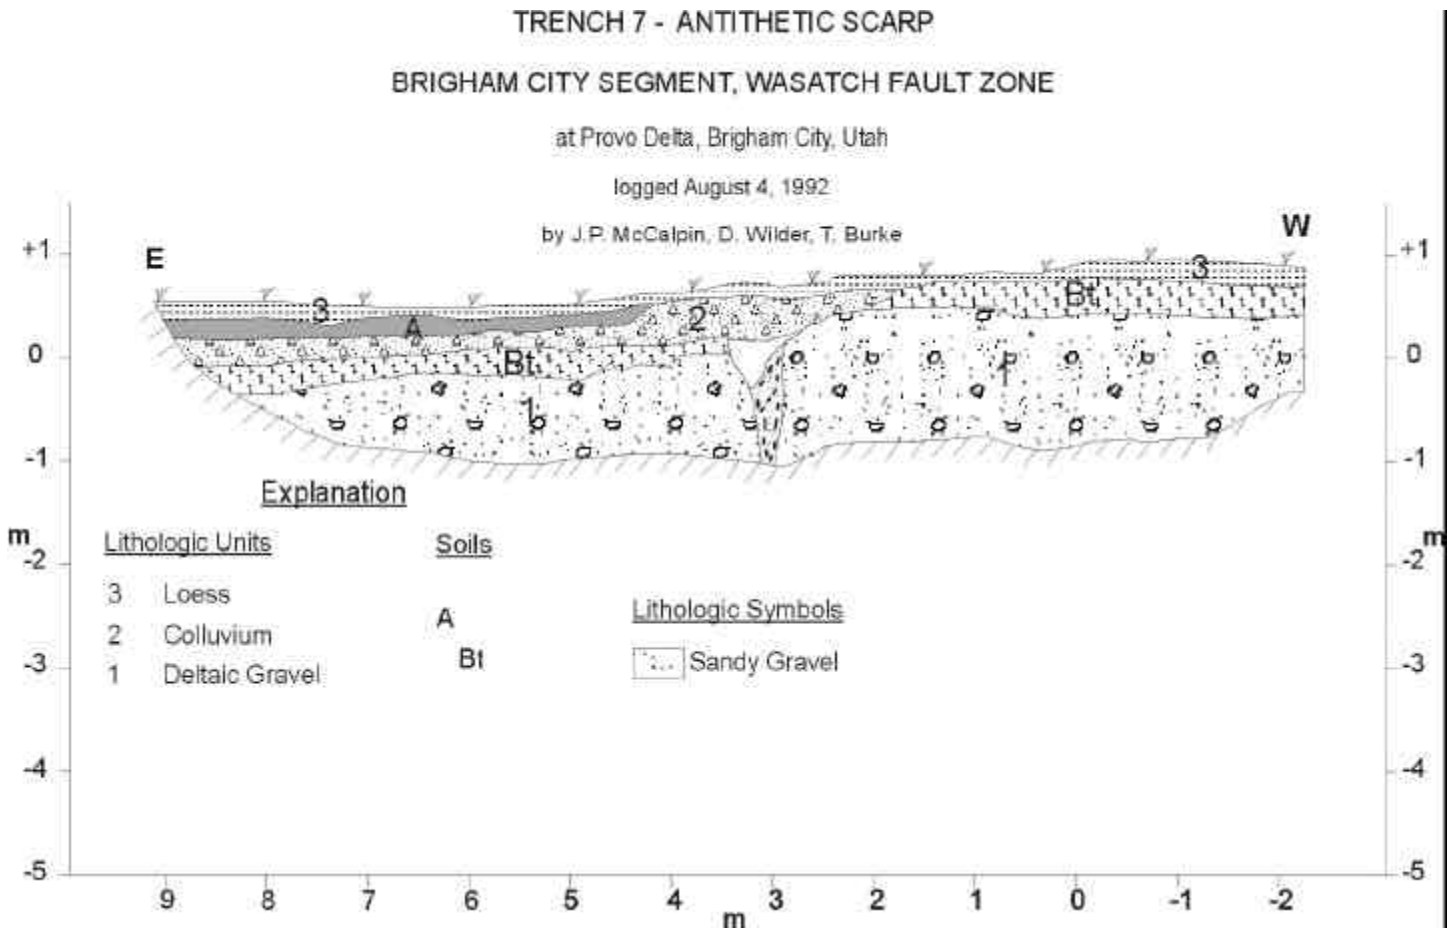 TRENCH 7 - ANTITHETIC SCARP
BRIGHAM CITY SEGMENT, WASATCH FAULT ZONE
at Provo Delta, Brigham City, Utah
logged August 4, 1992
by J.P. McCalpin, D. Wilder, T. Burke
E
W
+1
+1
3
3
Bt
2
A
0
0
Bt
1
1
-1
-1
Explanation
m
m
Lithologic Units
Soils
-2
-2
3 Loess
A
Lithologic Symbols
2 Colluvium
Bt
Sandy Gravel
-3
-3
1 Deltaic Gravel
-4
-4
-5
-5
9 8 7 6 5 4 3 2 1 0 -1 -2
m